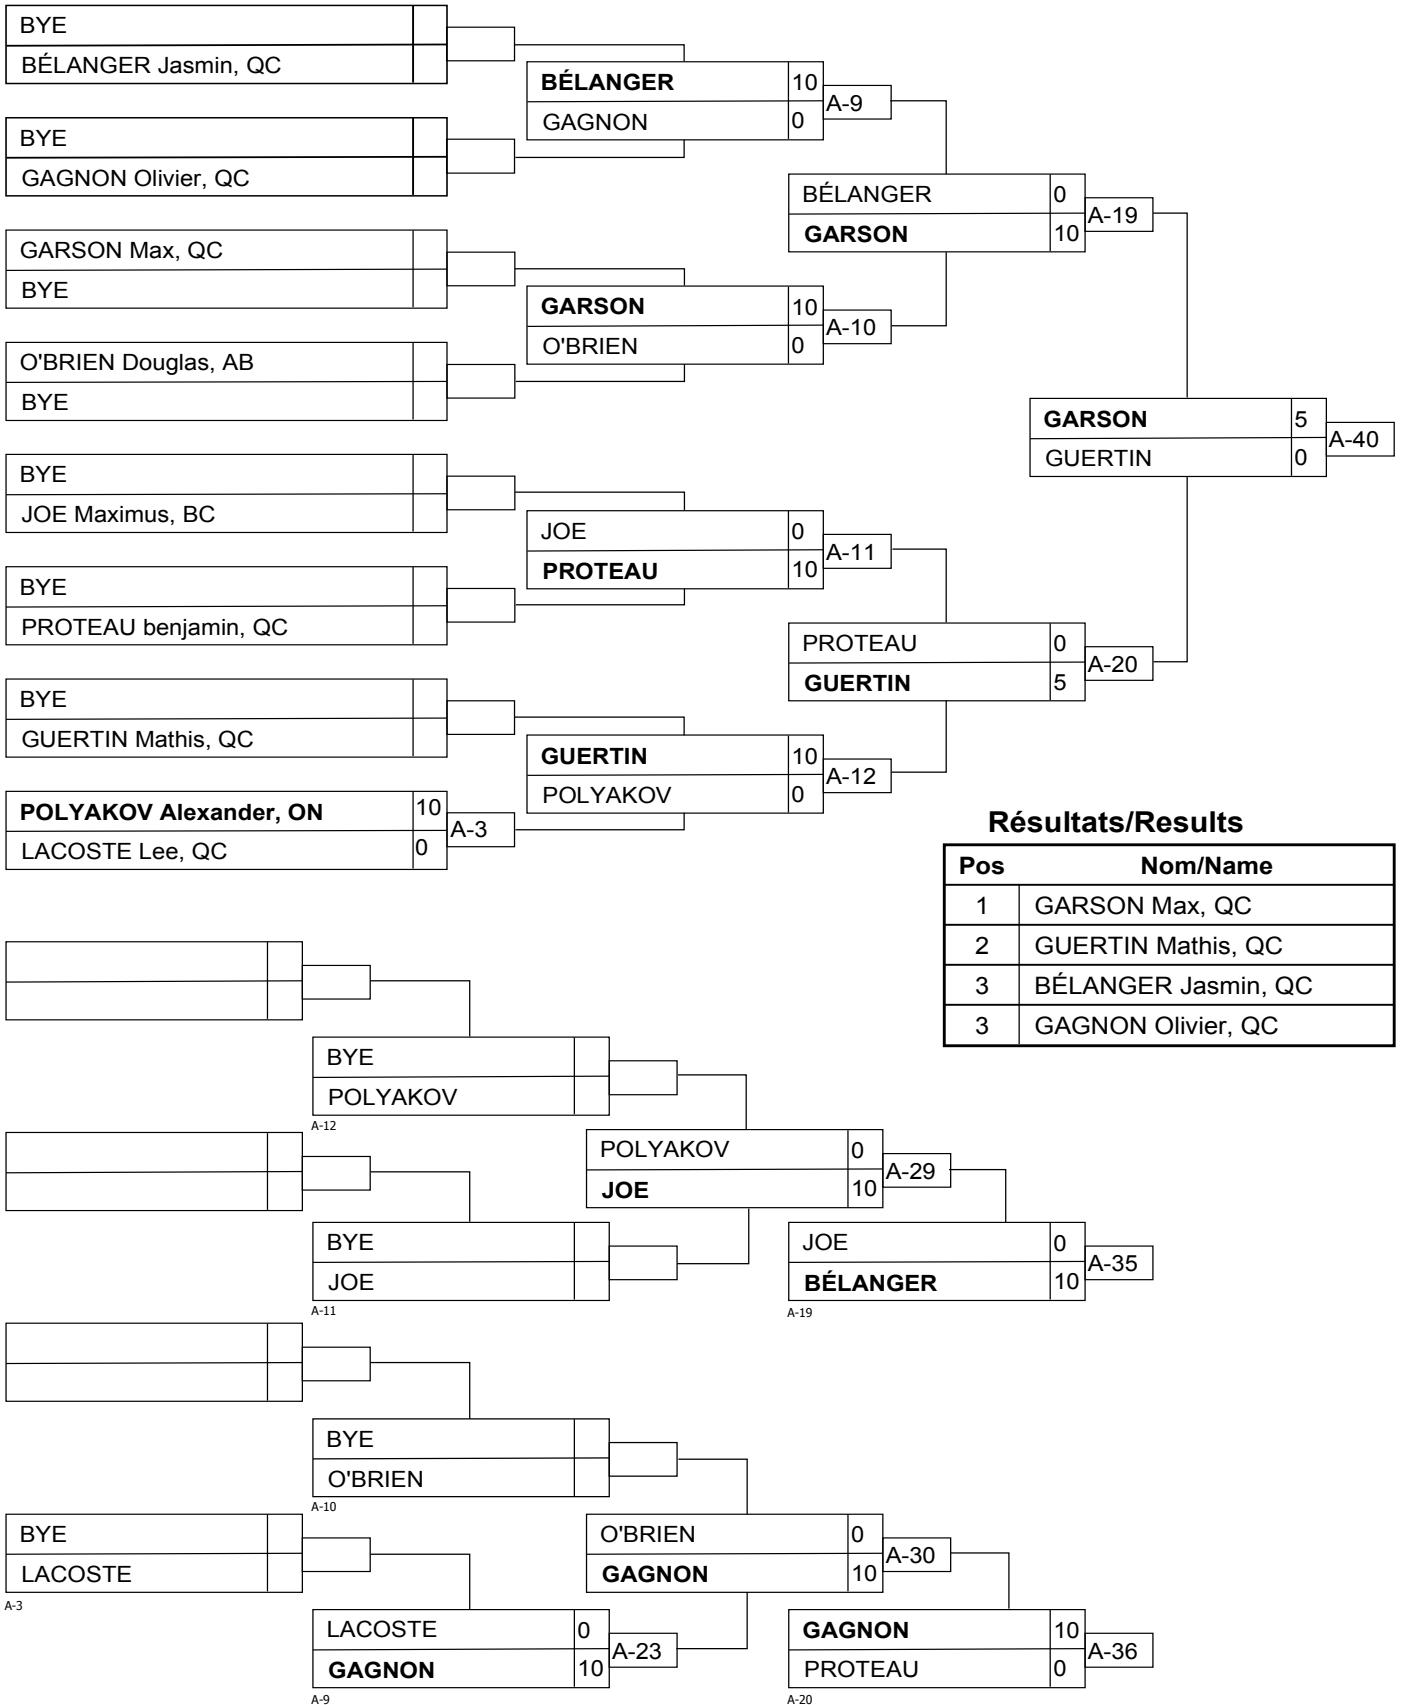 BYE
BÉLANGER Jasmin, QC
BYE
GAGNON Olivier, QC
GARSON Max, QC
BYE
O'BRIEN Douglas, AB
BYE
BYE
JOE Maximus, BC
BYE
PROTEAU benjamin, QC
BYE
GUERTIN Mathis, QC
POLYAKOV Alexander, ON 10
LACOSTE Lee, QC 0
A-3
BÉLANGER 10
GAGNON 0
A-9
GARSON 10
O'BRIEN 0
A-10
JOE 0
PROTEAU 10
A-11
GUERTIN 10
POLYAKOV 0
A-12
BÉLANGER 0
GARSON 10
A-19
PROTEAU 0
GUERTIN 5
A-20
GARSON 5
GUERTIN 0
A-40
Résultats/Results
Pos Nom/Name
1 GARSON Max, QC
2 GUERTIN Mathis, QC
3 BÉLANGER Jasmin, QC
3 GAGNON Olivier, QC
BYE
POLYAKOV
A-12
BYE
JOE
A-11
POLYAKOV 0
JOE 10
A-29
JOE 0
BÉLANGER 10
A-35
A-19
BYE
O'BRIEN
A-10
BYE
LACOSTE
A-3
LACOSTE 0
GAGNON 10
A-23
A-9
O'BRIEN 0
GAGNON 10
A-30
GAGNON 10
PROTEAU 0
A-36
A-20